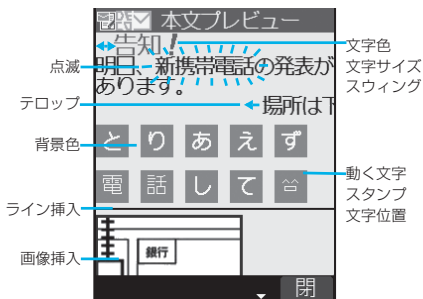 本文プレビュー
告知!
明日、新携帯電話の発表が
あります。
場所は下
とりあえず
電話して
銀行
閉
点滅
テロップ
背景色
ライン挿入
画像挿入
文字色
文字サイズ
スウィング
動く文字
スタンプ
文字位置